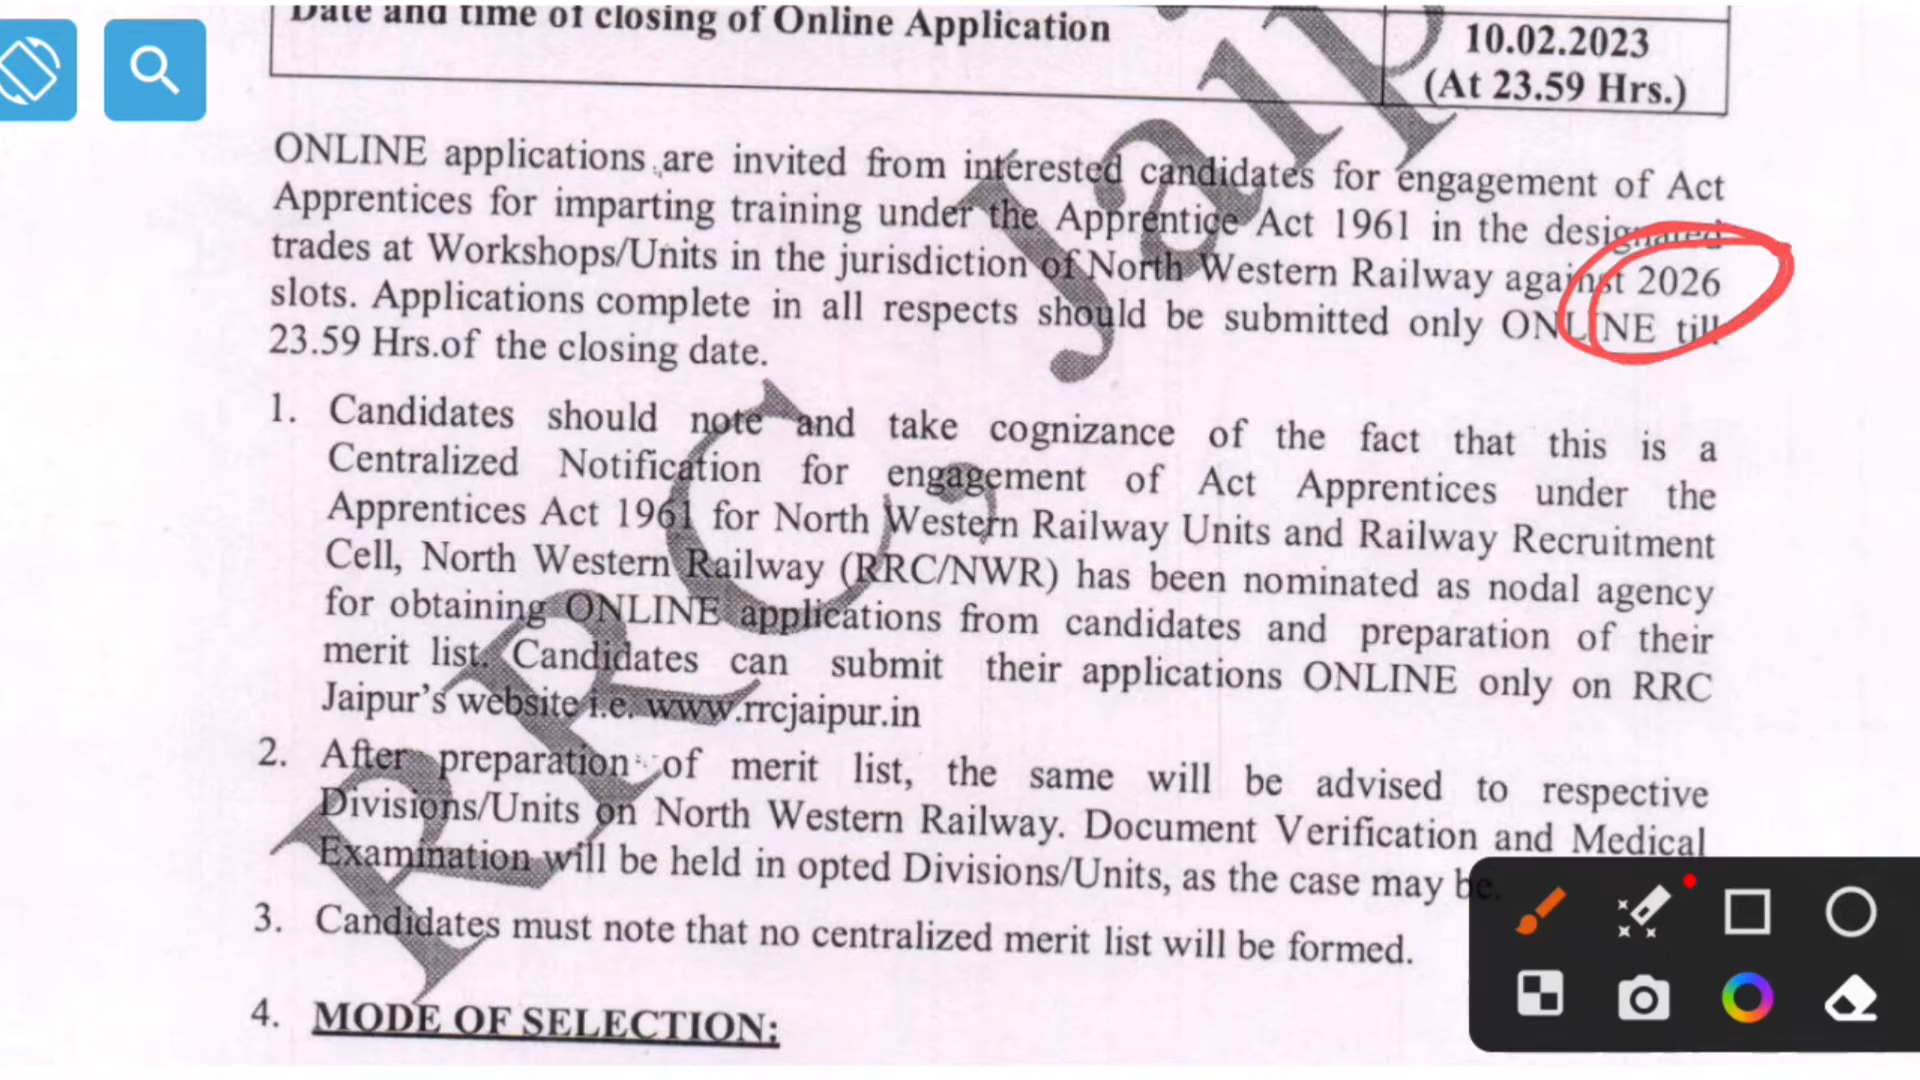 Date and time of closing of Online Application
10.02.2023
(At 23.59 Hrs.)
ONLINE applications are invited from interested candidates for engagement of Act
Apprentices for imparting training under the Apprentice Act 1961 in the designated
trades at Workshops/Units in the jurisdiction of North Western Railway against 2026
slots. Applications complete in all respects should be submitted only ONLINE till
23.59 Hrs.of the closing date.
1. Candidates should note and take cognizance of the fact that this is a
Centralized Notification for engagement of Act Apprentices under the
Apprentices Act 1961 for North Western Railway Units and Railway Recruitment
Cell, North Western Railway (RRC/NWR) has been nominated as nodal agency
for obtaining ONLINE applications from candidates and preparation of their
merit list. Candidates can submit their applications ONLINE only on RRC
Jaipur's website i.e. www.rrcjaipur.in
2. After preparation of merit list, the same will be advised to respective
Divisions/Units on North Western Railway. Document Verification and Medical
Examination will be held in opted Divisions/Units, as the case may be.
3. Candidates must note that no centralized merit list will be formed.
4. MODE OF SELECTION:
RRC, Jaip